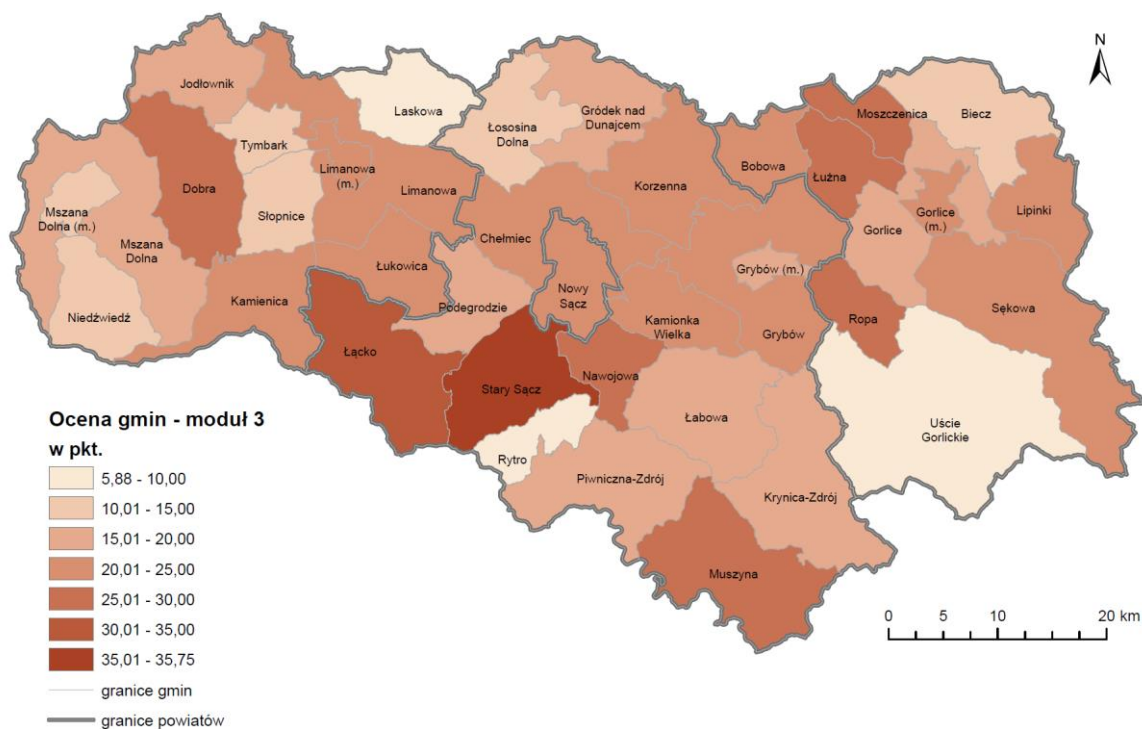 N
Jodłownik
Laskowa
Łososina
Dolna
Gródek nad
Dunajcem
Moszczenica
Biecz
Tymbark
Limanowa
(m.)
Limanowa
Korzenna
Bobowa
Łużna
Dobra
Słopnice
Mszana
Dolna (m.)
Mszana
Dolna
Gorlice
(m.)
Lipinki
Gorlice
Chełmiec
Łukowica
Grybów (m.)
Nowy
Sącz
Podegrodzie
Kamienica
Niedźwiedź
Kamionka
Wielka
Grybów
Ropa
Sękowa
Łącko
Stary Sącz
Nawojowa
Łabowa
Uście
Gorlickie
Rytro
Piwniczna-Zdrój
Krynica-Zdrój
Muszyna
Ocena gmin - moduł 3
w pkt.
5,88 - 10,00
10,01 - 15,00
15,01 - 20,00
20,01 - 25,00
25,01 - 30,00
30,01 - 35,00
35,01 - 35,75
granice gmin
granice powiatów
0 5 10 20 km